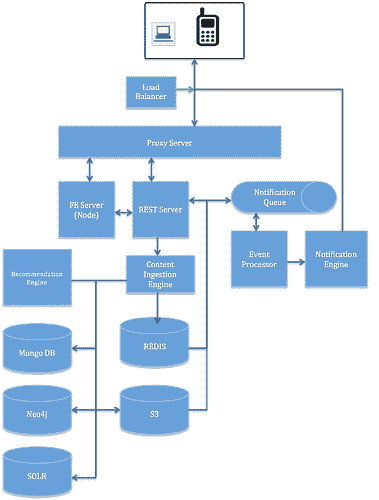 Load
Balancer
Proxy Server
FE Server
(Node)
REST Server
Notification
Queue
Recommendation
Engine
Content
Ingestion
Engine
Event
Processor
Notification
Engine
REDIS
Mongo DB
Neo4j
S3
SOLR